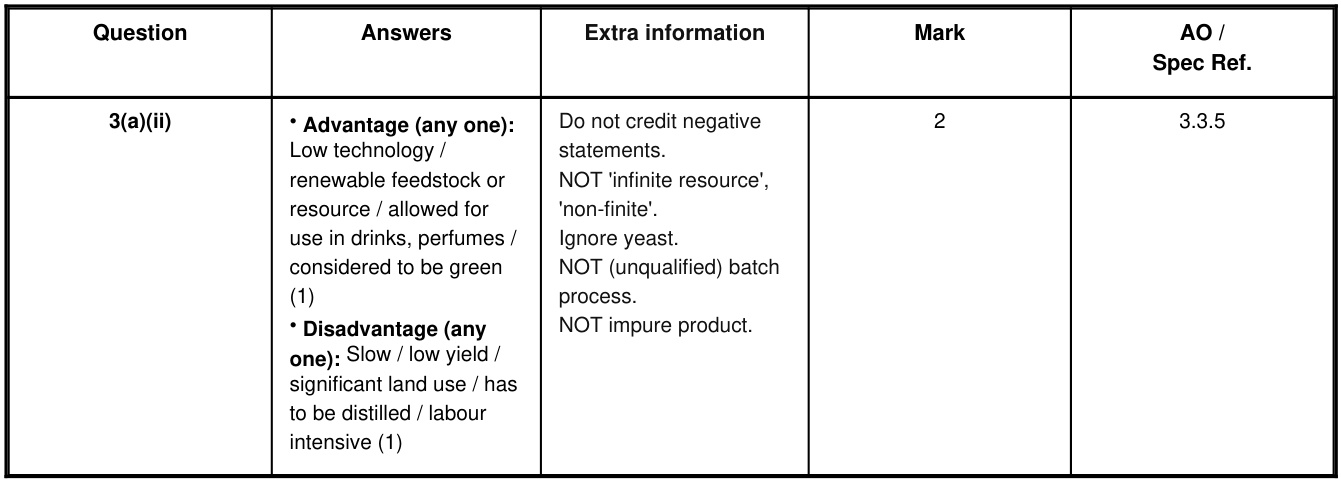 Question
Answers
Extra information
Mark
AO /
Spec Ref.
3(a)(ii)
• Advantage (any one):
Low technology /
renewable feedstock or
resource / allowed for
use in drinks, perfumes /
considered to be green
(1)
• Disadvantage (any
one): Slow / low yield /
significant land use / has
to be distilled / labour
intensive (1)
Do not credit negative
statements.
NOT 'infinite resource',
'non-finite'.
Ignore yeast.
NOT (unqualified) batch
process.
NOT impure product.
2
3.3.5